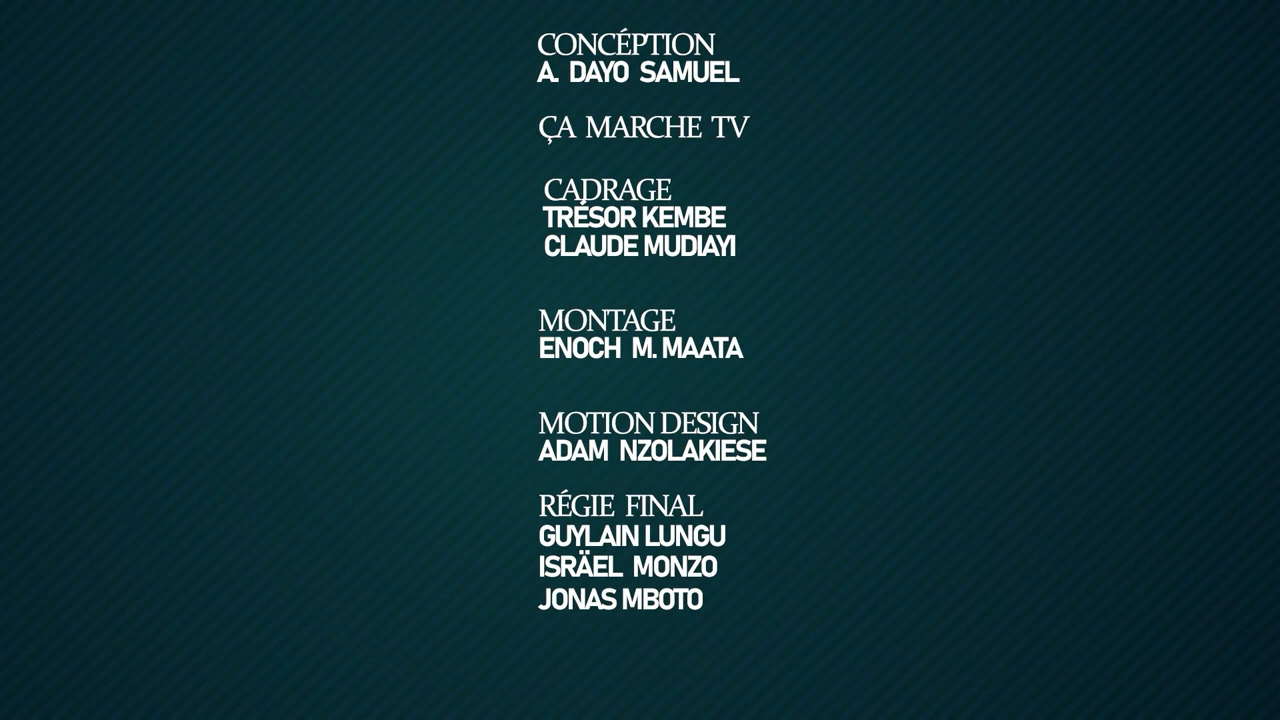 CONCÉPTION
A. DAYO SAMUEL
ÇA MARCHE TV
CADRAGE
TRÉSOR KEMBE
CLAUDE MUDIAYI
MONTAGE
ENOCH M. MAATA
MOTION DESIGN
ADAM NZOLAKIESE
RÉGIE FINAL
GUYLAIN LUNGU
ISRÄEL MONZO
JONAS MBOTO